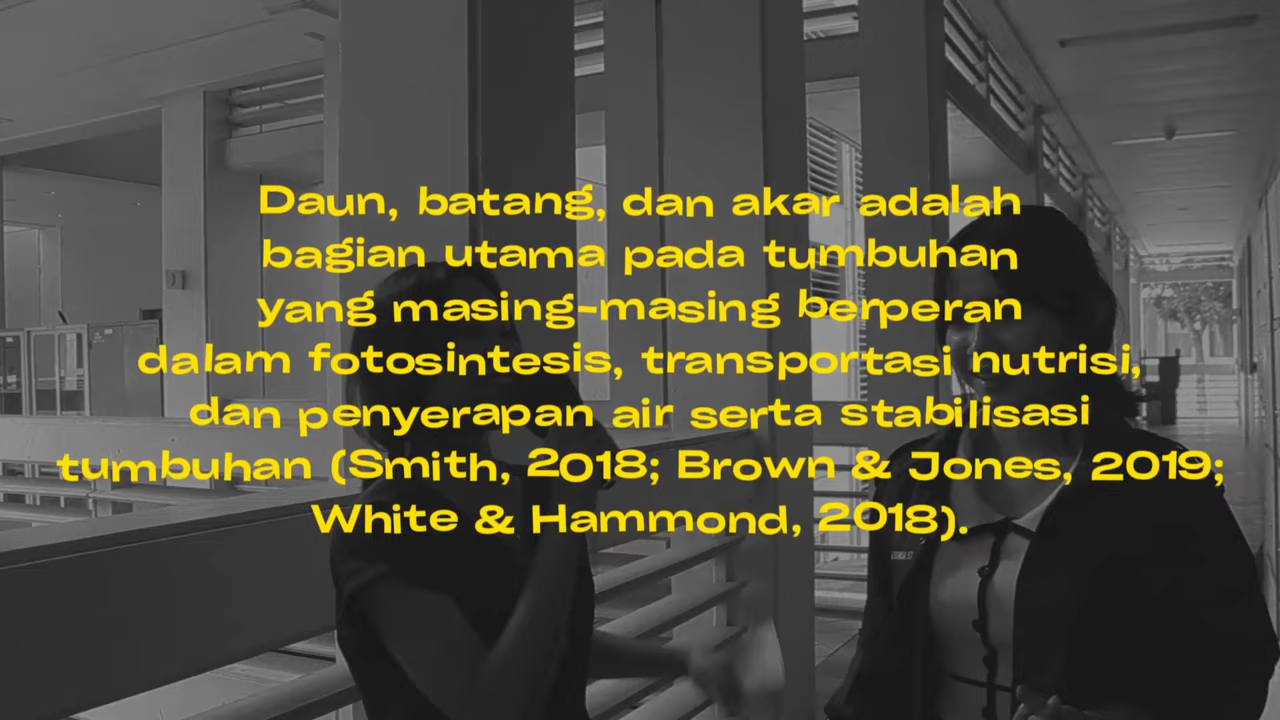 Daun, batang, dan akar adalah
bagian utama pada tumbuhan
yang masing-masing berperan
dalam fotosintesis, transportasi nutrisi,
dan penyerapan air serta stabilisasi
tumbuhan (Smith, 2018; Brown & Jones, 2019;
White & Hammond, 2018).